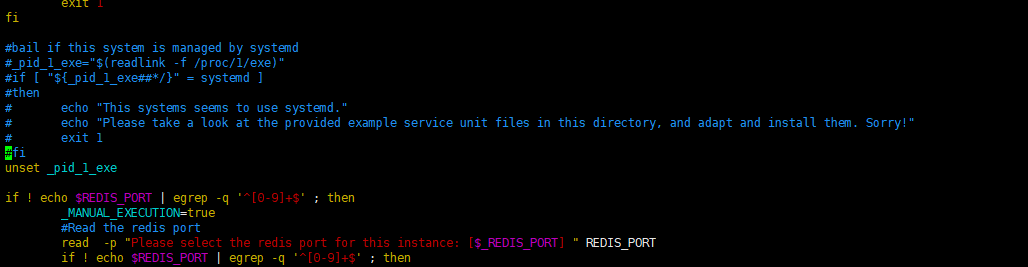 exit 1
fi
#bail if this system is managed by systemd
#_pid_1_exe="$(readlink -f /proc/1/exe)"
#if [ "${_pid_1_exe##*/}" = systemd ]
#then
#       echo "This systems seems to use systemd."
#       echo "Please take a look at the provided example service unit files in this directory, and adapt and install them. Sorry!"
#       exit 1
#fi
unset _pid_1_exe
if ! echo $REDIS_PORT | egrep -q '^[0-9]+$' ; then
        _MANUAL_EXECUTION=true
        #Read the redis port
        read  -p "Please select the redis port for this instance: [$_REDIS_PORT] " REDIS_PORT
        if ! echo $REDIS_PORT | egrep -q '^[0-9]+$' ; then